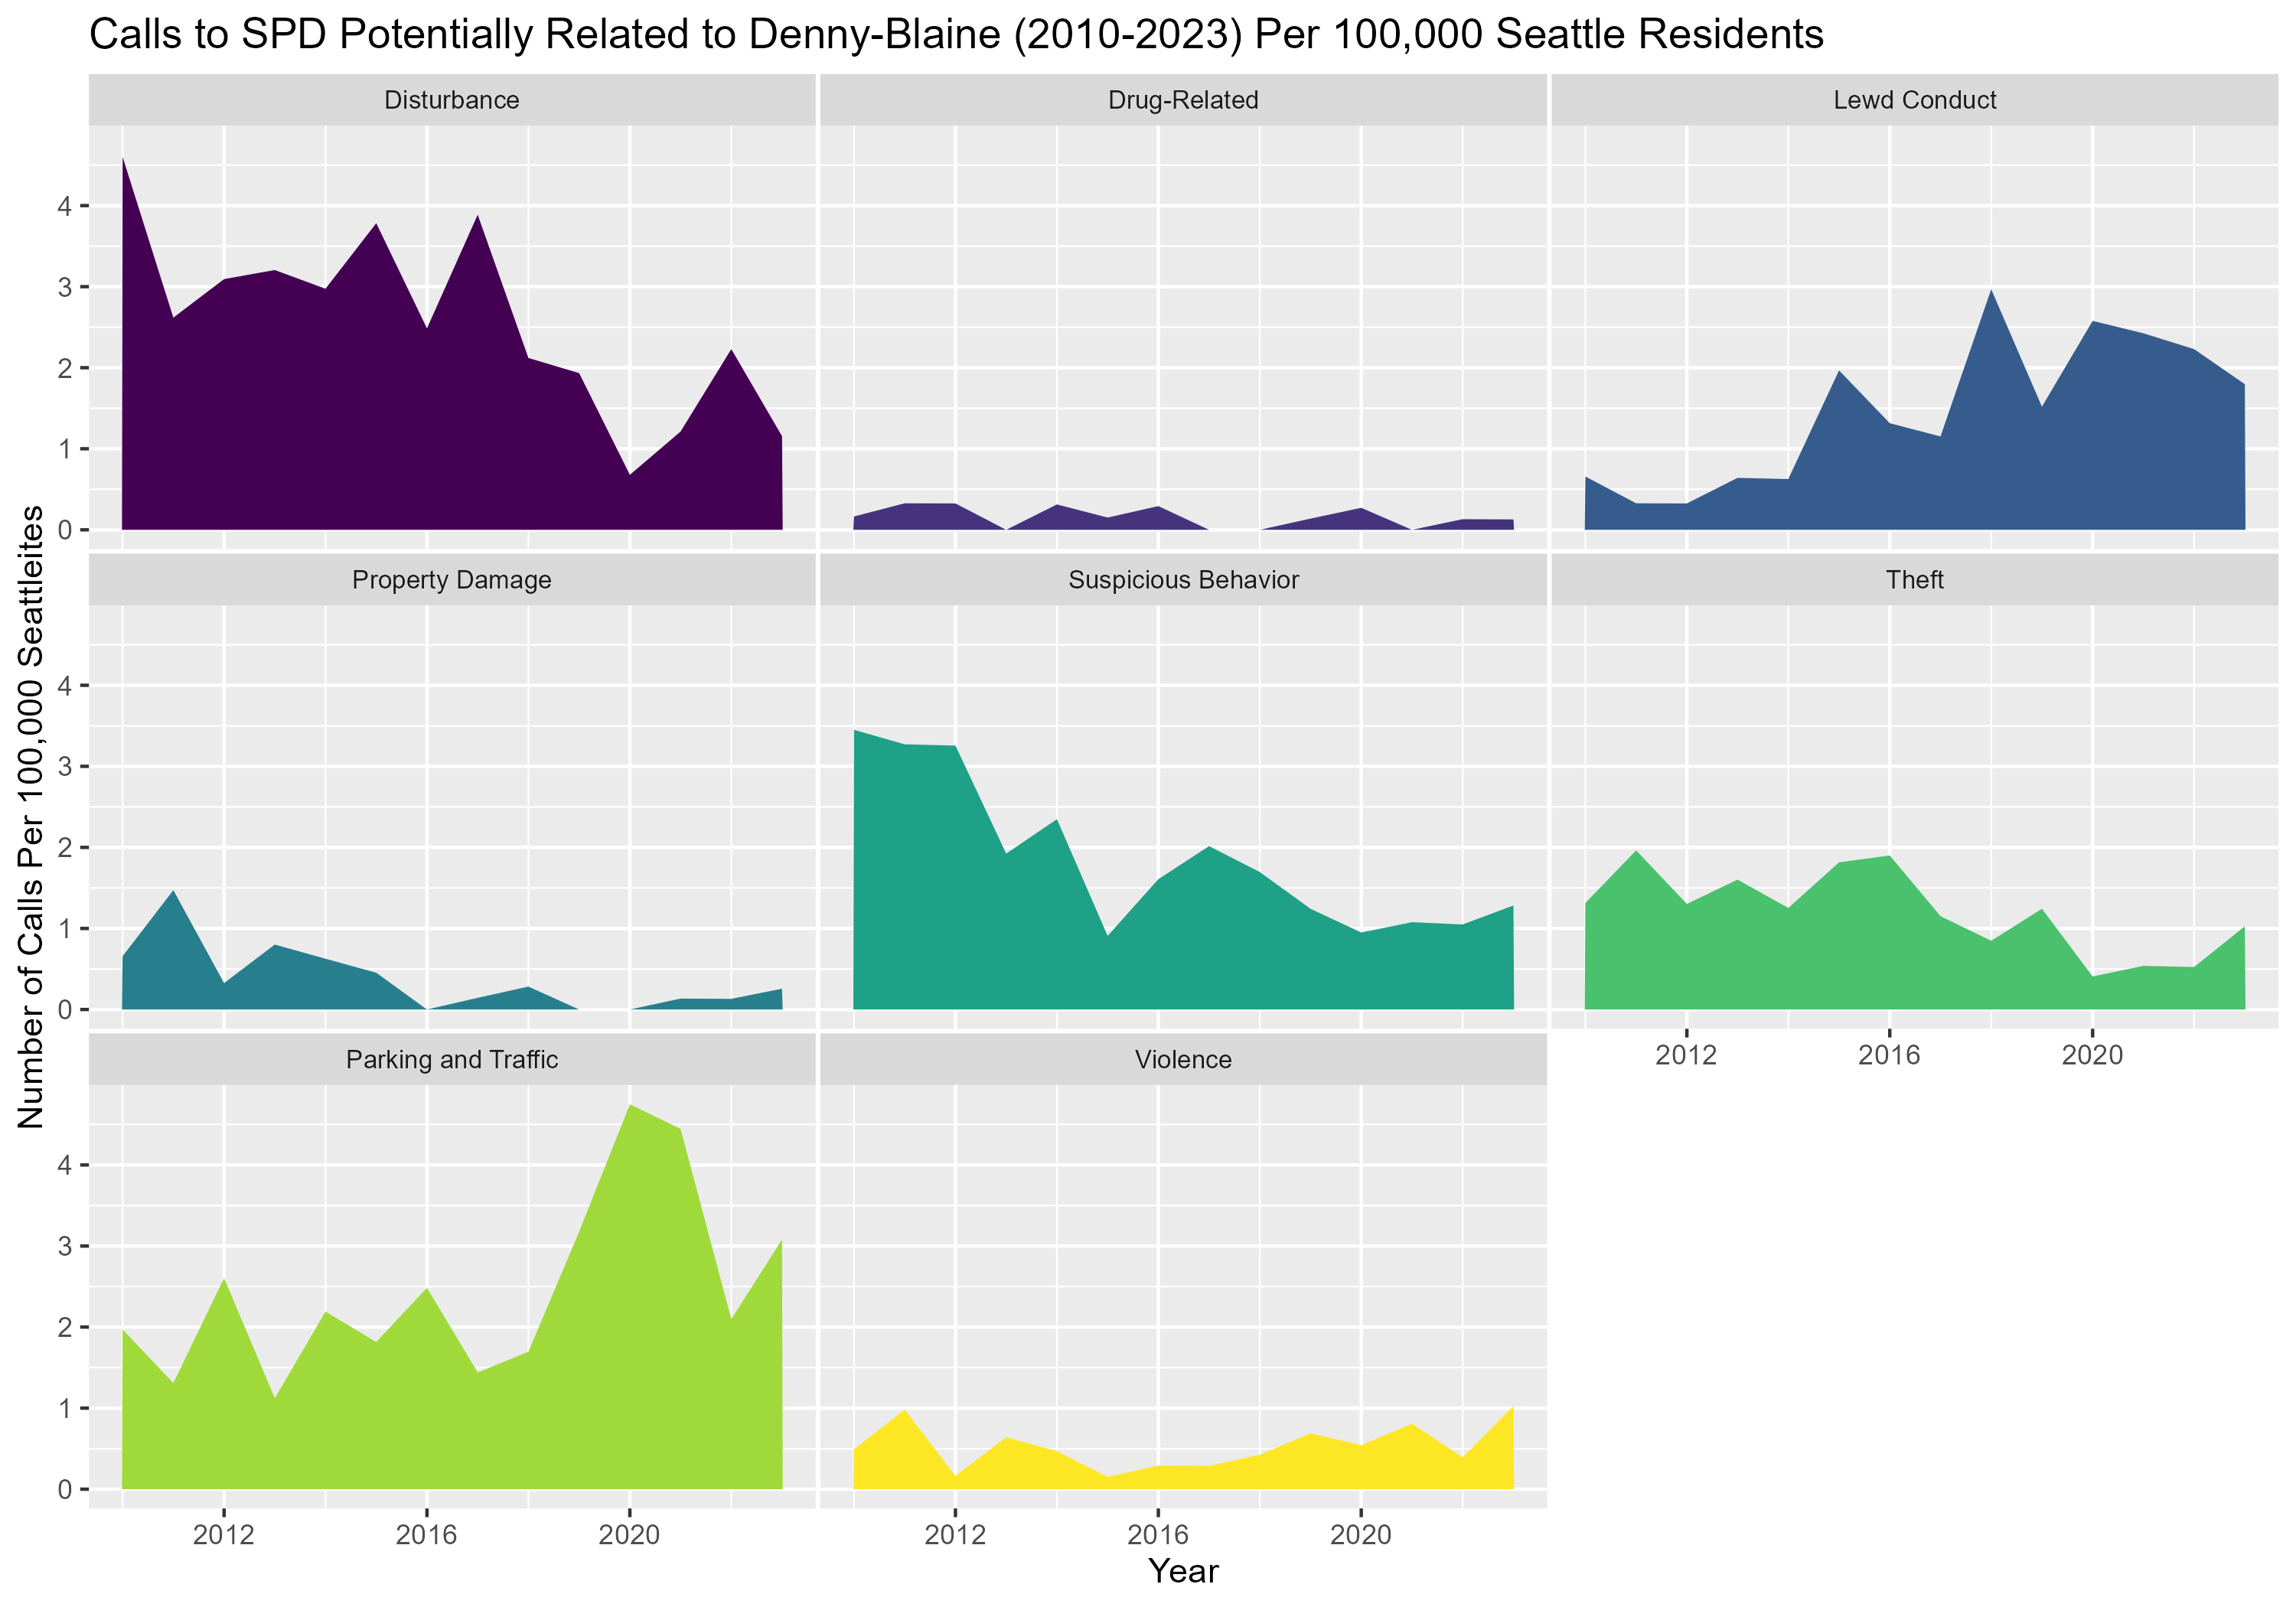 Calls to SPD Potentially Related to Denny-Blaine (2010-2023) Per 100,000 Seattle Residents
Number of Calls Per 100,000 Seattleites
Disturbance
Drug-Related
Lewd Conduct
4
3
2
1
0
Property Damage
Suspicious Behavior
Theft
4
3
2
1
0
2012 2016 2020
Parking and Traffic
Violence
4
3
2
1
0
2012 2016 2020
2012 2016 2020
Year